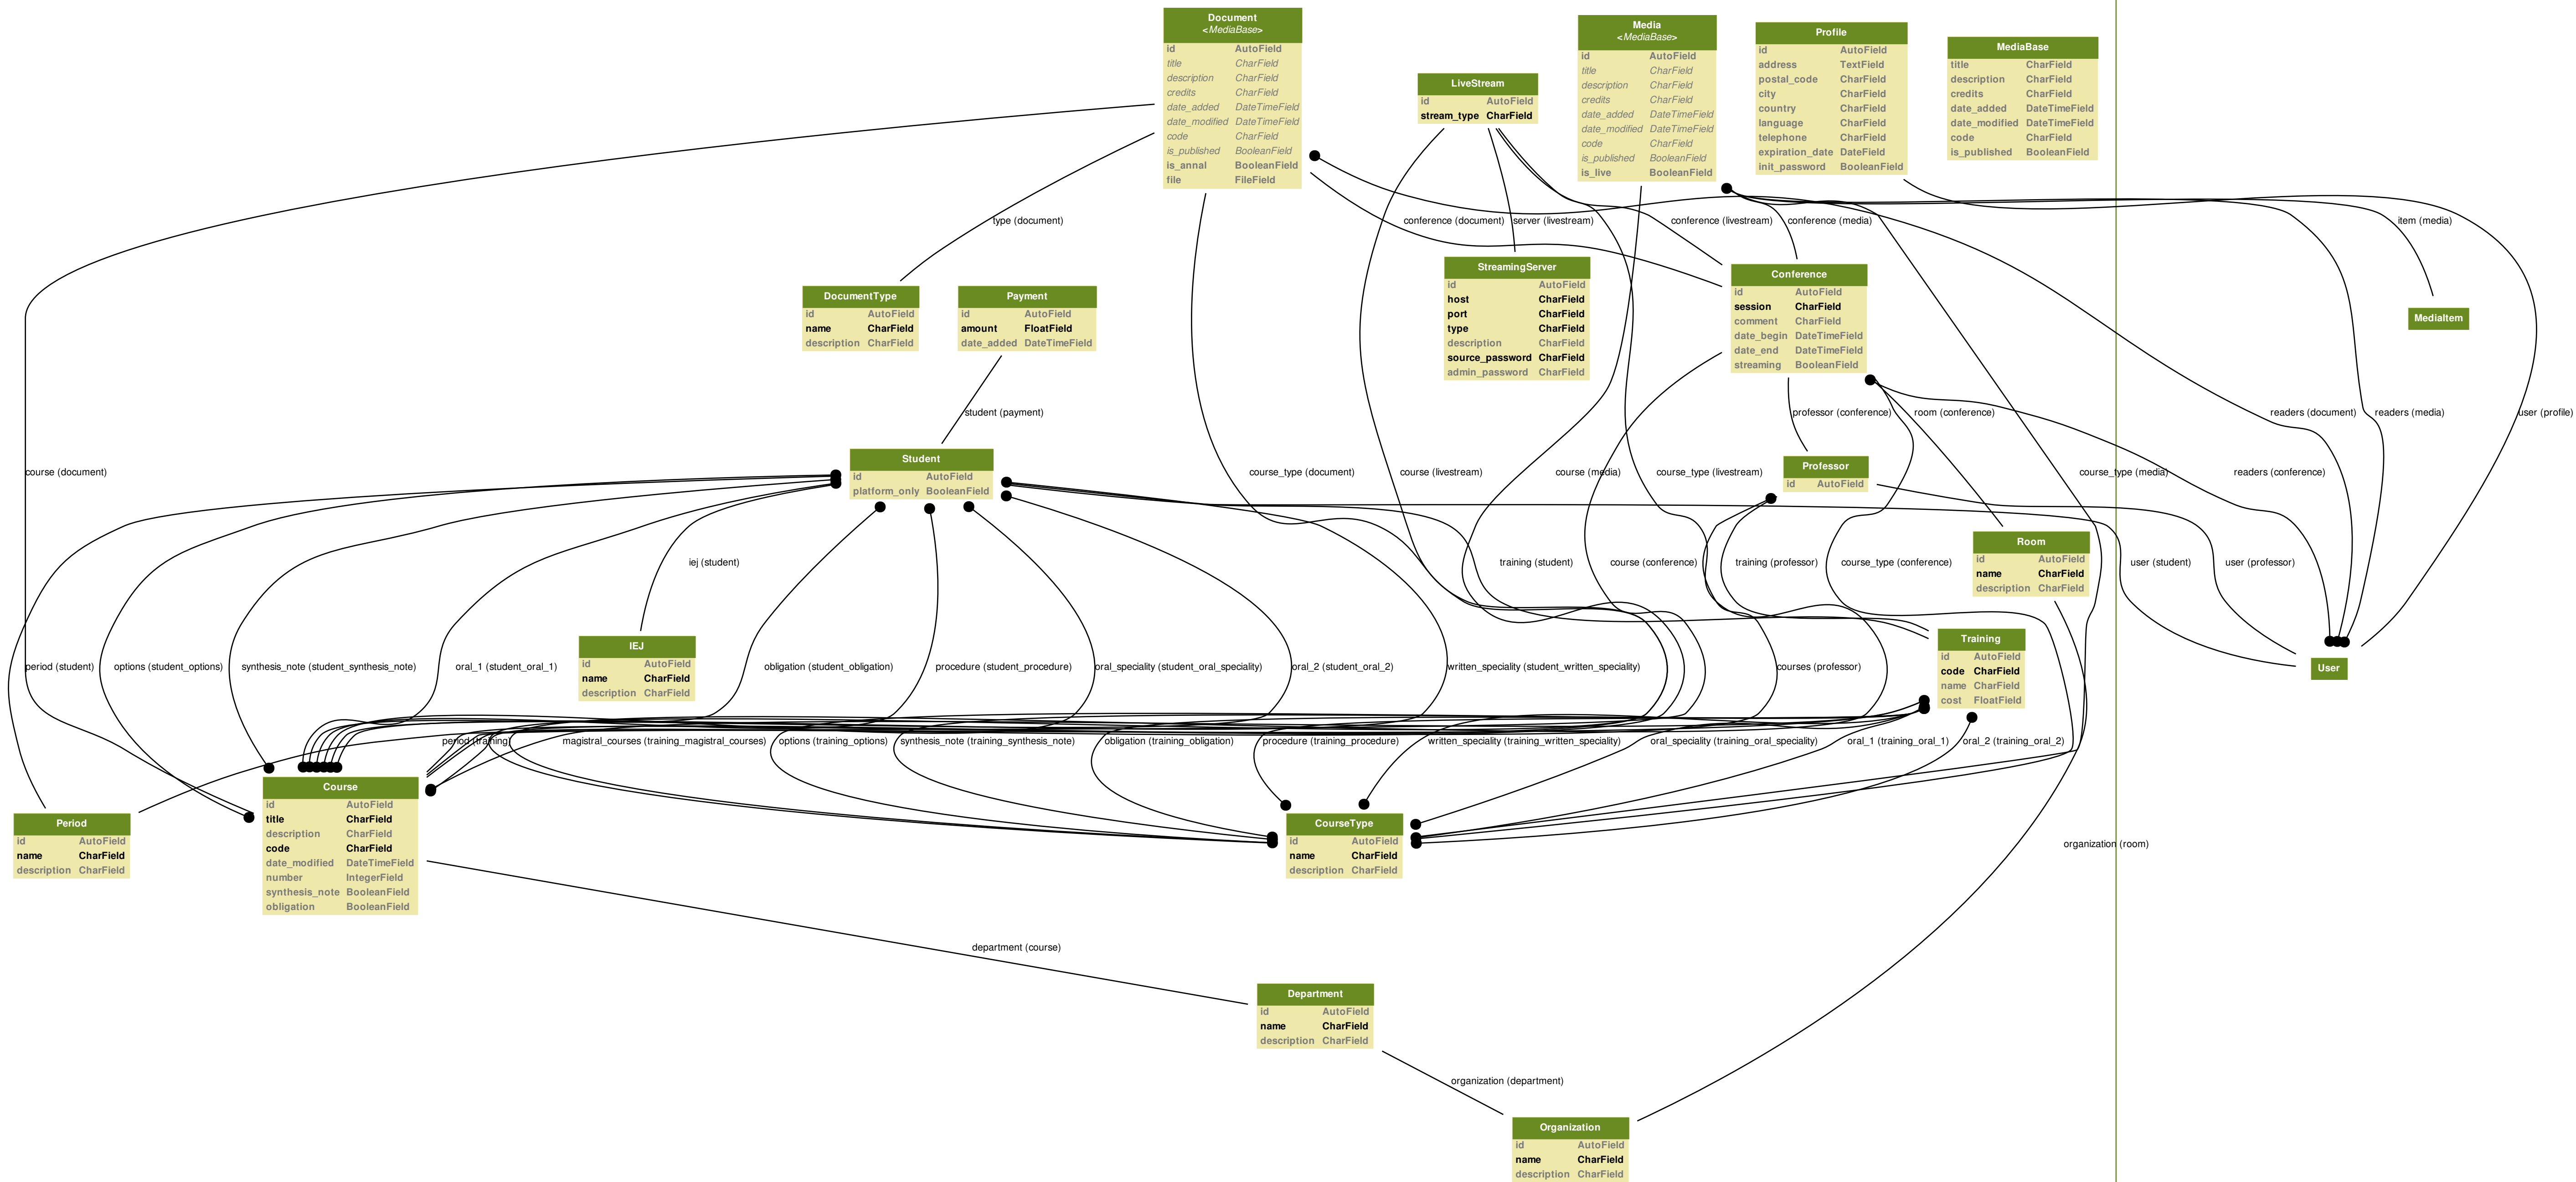 Document
<MediaBase>
id AutoField
title CharField
description CharField
credits CharField
date_added DateTimeField
date_modified DateTimeField
code CharField
is_published BooleanField
is_annal BooleanField
file FileField
LiveStream
id AutoField
stream_type CharField
Media
<MediaBase>
id AutoField
title CharField
description CharField
credits CharField
date_added DateTimeField
date_modified DateTimeField
code CharField
is_published BooleanField
is_live BooleanField
Profile
id AutoField
address TextField
postal_code CharField
city CharField
country CharField
language CharField
telephone CharField
expiration_date DateField
init_password BooleanField
MediaBase
title CharField
description CharField
credits CharField
date_added DateTimeField
date_modified DateTimeField
code CharField
is_published BooleanField
type (document)
conference (document)
server (livestream)
conference (livestream)
conference (media)
item (media)
DocumentType
id AutoField
name CharField
description CharField
Payment
id AutoField
amount FloatField
date_added DateTimeField
StreamingServer
id AutoField
host CharField
port CharField
type CharField
description CharField
source_password CharField
admin_password CharField
Conference
id AutoField
session CharField
comment CharField
date_begin DateTimeField
date_end DateTimeField
streaming BooleanField
MediaItem
student (payment)
professor (conference)
room (conference)
readers (document)
readers (media)
user (profile)
course (document)
Student
id AutoField
platform_only BooleanField
course_type (document)
course (livestream)
course (media)
course_type (livestream)
Professor
id AutoField
course_type (media)
readers (conference)
iej (student)
training (student)
course (conference)
training (professor)
course_type (conference)
Room
id AutoField
name CharField
description CharField
user (student)
user (professor)
period (student)
options (student_options)
synthesis_note (student_synthesis_note)
oral_1 (student_oral_1)
IEJ
id AutoField
name CharField
description CharField
obligation (student_obligation)
procedure (student_procedure)
oral_speciality (student_oral_speciality)
oral_2 (student_oral_2)
written_speciality (student_written_speciality)
courses (professor)
Training
id AutoField
code CharField
name CharField
cost FloatField
User
period (training)
magistral_courses (training_magistral_courses)
options (training_options)
synthesis_note (training_synthesis_note)
obligation (training_obligation)
procedure (training_procedure)
written_speciality (training_written_speciality)
oral_speciality (training_oral_speciality)
oral_1 (training_oral_1)
oral_2 (training_oral_2)
Period
id AutoField
name CharField
description CharField
Course
id AutoField
title CharField
description CharField
code CharField
date_modified DateTimeField
number IntegerField
synthesis_note BooleanField
obligation BooleanField
CourseType
id AutoField
name CharField
description CharField
organization (room)
department (course)
Department
id AutoField
name CharField
description CharField
organization (department)
Organization
id AutoField
name CharField
description CharField